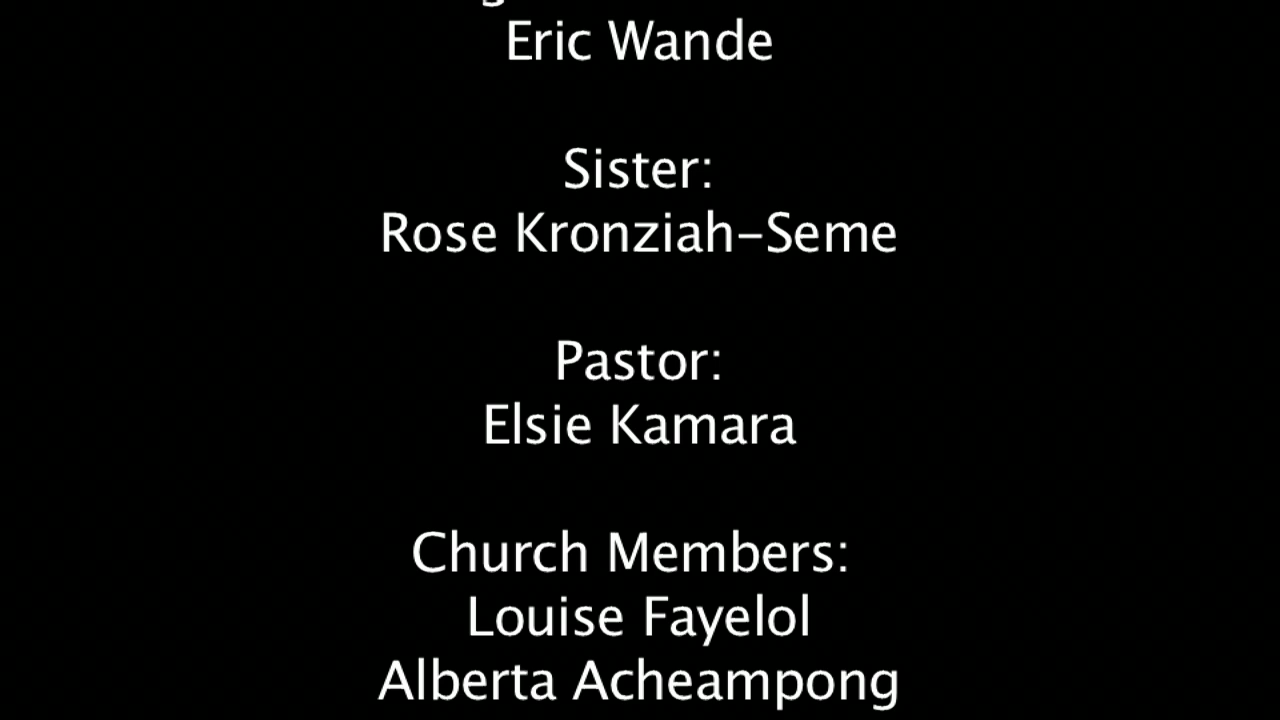 Eric Wande
Sister:
Rose Kronziah-Seme
Pastor:
Elsie Kamara
Church Members:
Louise Fayelol
Alberta Acheampong